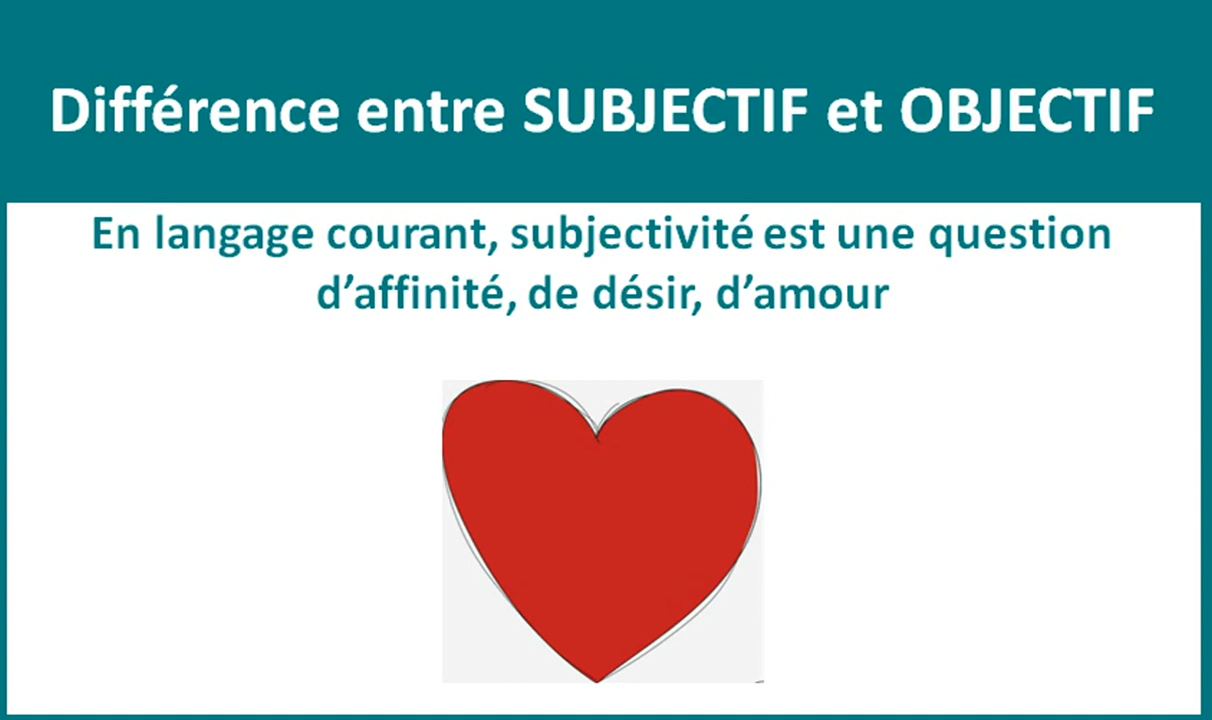 Différence entre SUBJECTIF et OBJECTIF
En langage courant, subjectivité est une question
d’affinité, de désir, d’amour